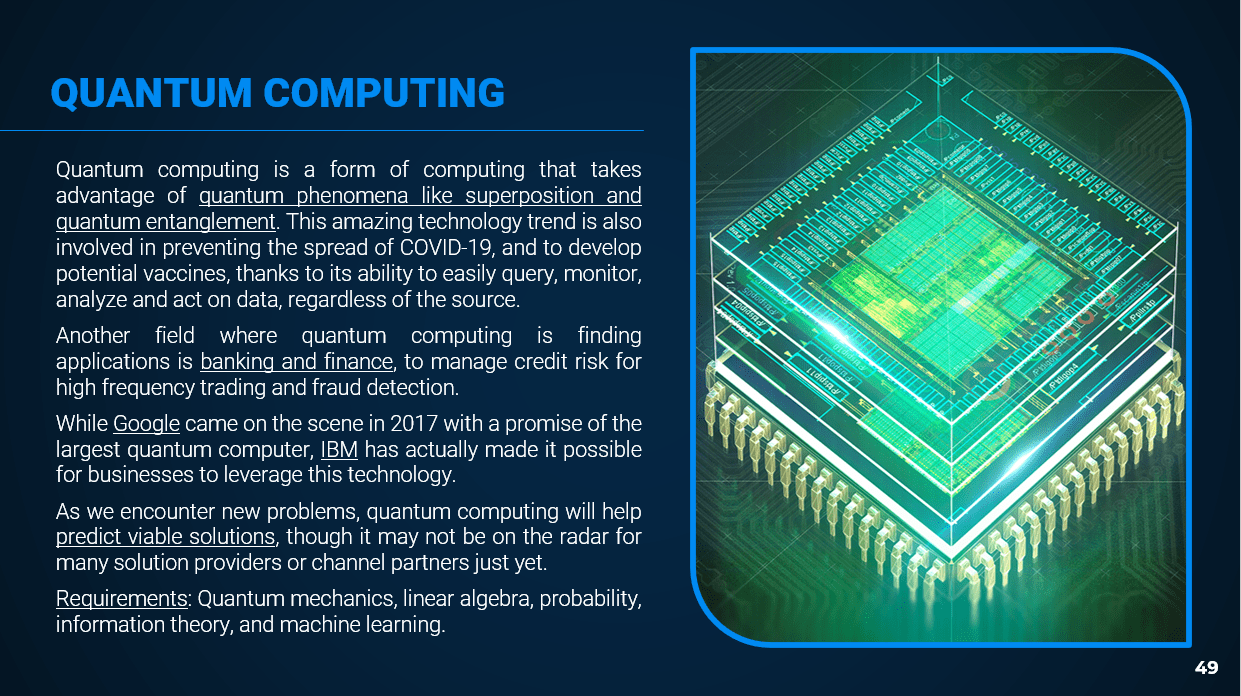 QUANTUM COMPUTING
Quantum computing is a form of computing that takes
advantage of quantum phenomena like superposition and
quantum entanglement. This amazing technology trend is also
involved in preventing the spread of COVID-19, and to develop
potential vaccines, thanks to its ability to easily query, monitor,
analyze and act on data, regardless of the source.
Another field where quantum computing is finding
applications is banking and finance, to manage credit risk for
high frequency trading and fraud detection.
While Google came on the scene in 2017 with a promise of the
largest quantum computer, IBM has actually made it possible
for businesses to leverage this technology.
As we encounter new problems, quantum computing will help
predict viable solutions, though it may not be on the radar for
many solution providers or channel partners just yet.
Requirements: Quantum mechanics, linear algebra, probability,
information theory, and machine learning.
49